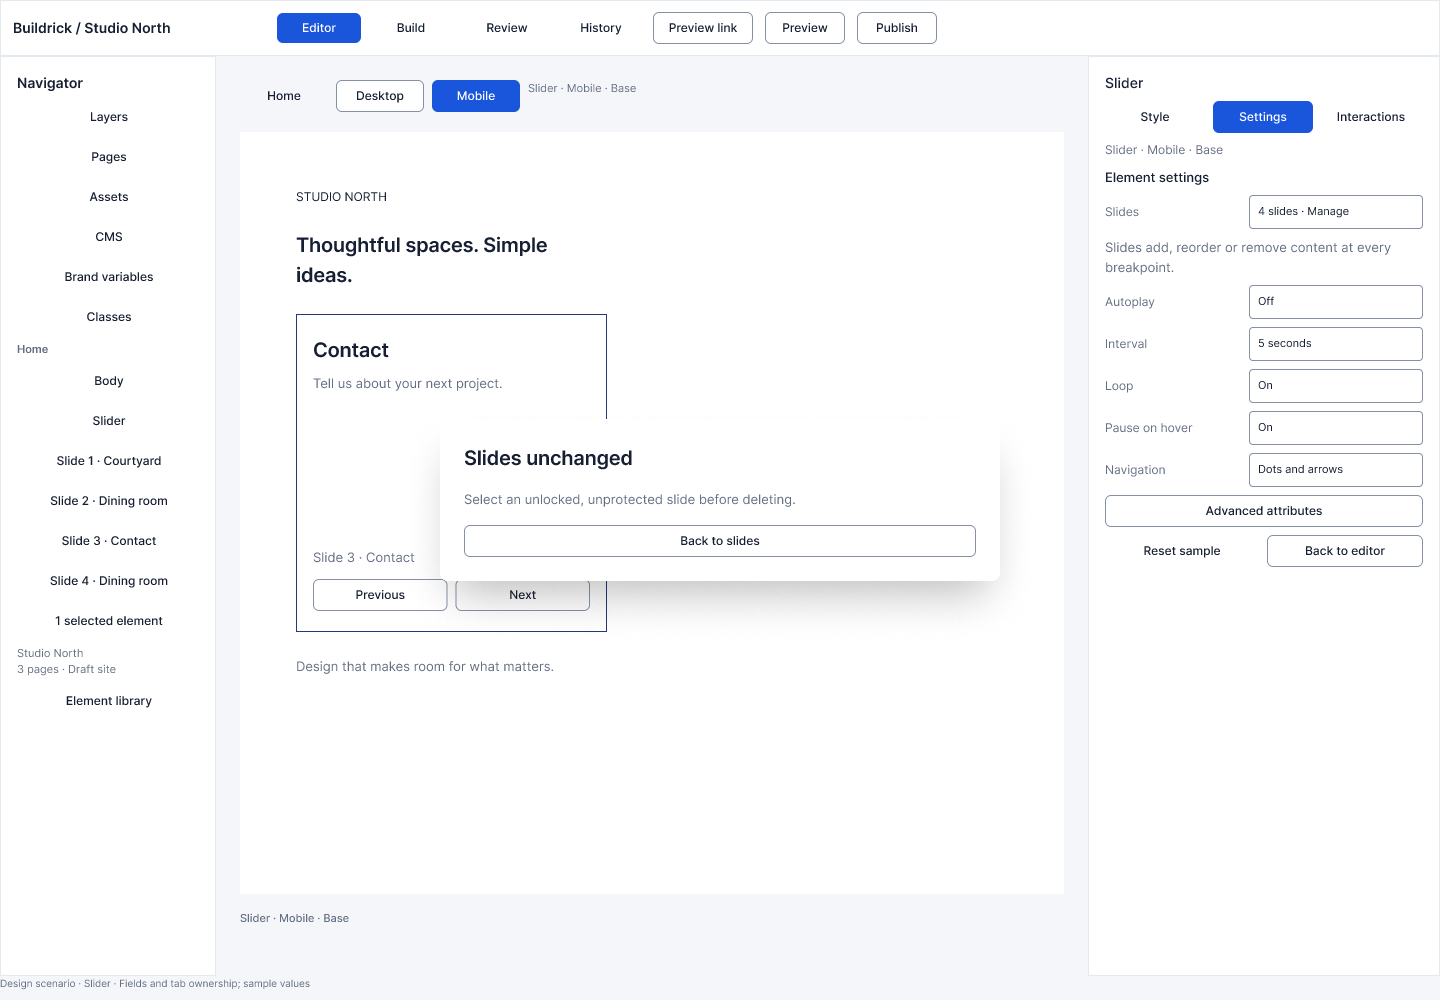 Buildrick / Studio North
Editor
Build
Review
History
Preview link
Preview
Publish
Navigator
Layers
Pages
Assets
CMS
Brand variables
Classes
Home
Body
Slider
Slide 1 · Courtyard
Slide 2 · Dining room
Slide 3 · Contact
Slide 4 · Dining room
1 selected element
Studio North
3 pages · Draft site
Element library
Home
Desktop
Mobile
Slider · Mobile · Base
STUDIO NORTH
Thoughtful spaces. Simple
ideas.
Contact
Tell us about your next project.
Slides unchanged
Select an unlocked, unprotected slide before deleting.
Back to slides
Slide 3 · Contact
Previous
Next
Design that makes room for what matters.
Slider · Mobile · Base
Slider
Style
Settings
Interactions
Slider · Mobile · Base
Element settings
Slides
4 slides · Manage
Slides add, reorder or remove content at every
breakpoint.
Autoplay
Off
Interval
5 seconds
Loop
On
Pause on hover
On
Navigation
Dots and arrows
Advanced attributes
Reset sample
Back to editor
Design scenario · Slider · Fields and tab ownership; sample values